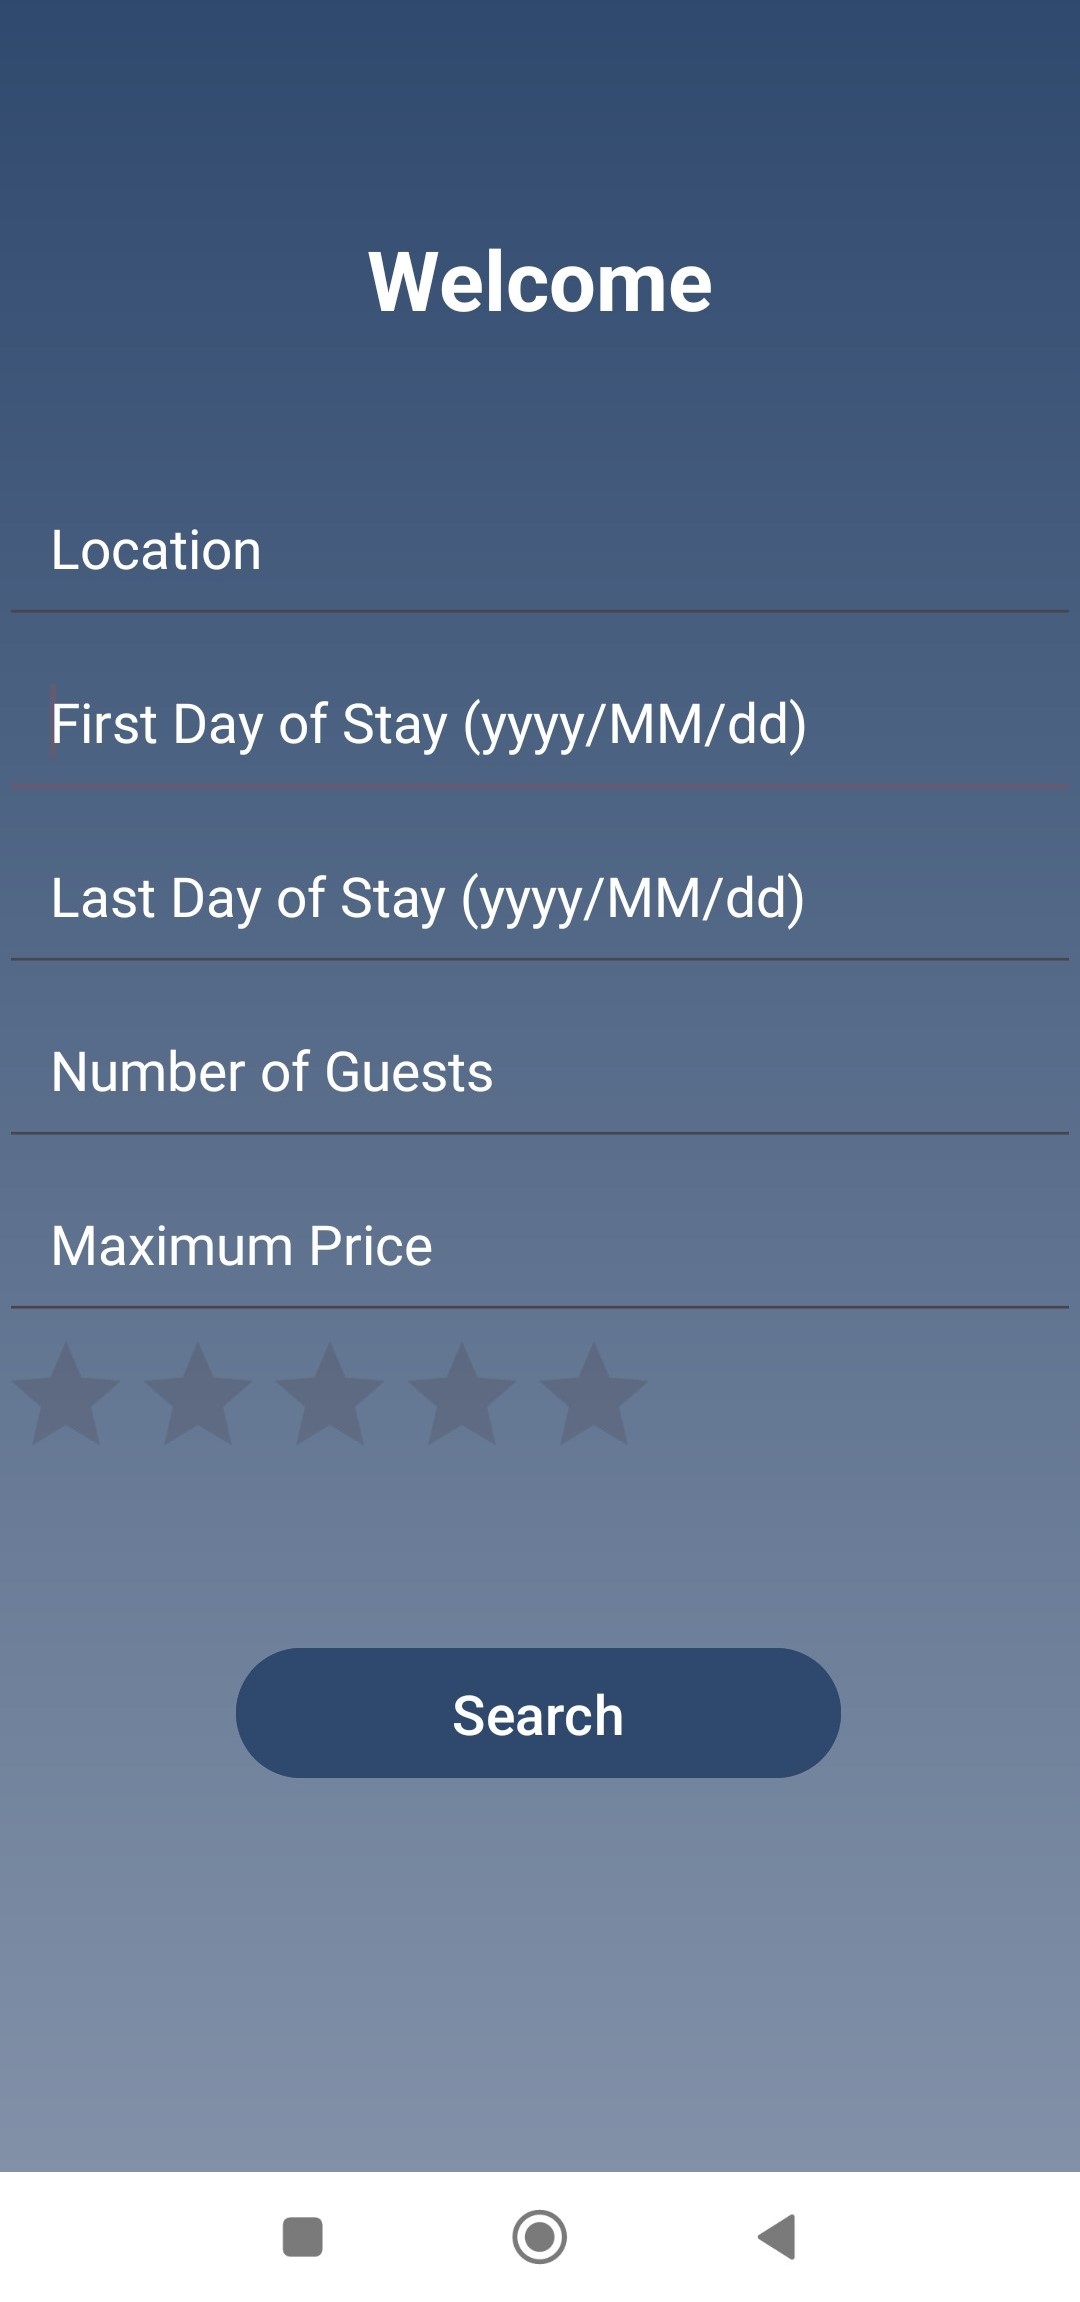 Welcome
Location
First Day of Stay (yyyy/MM/dd)
Last Day of Stay (yyyy/MM/dd)
Number of Guests
Maximum Price
Search